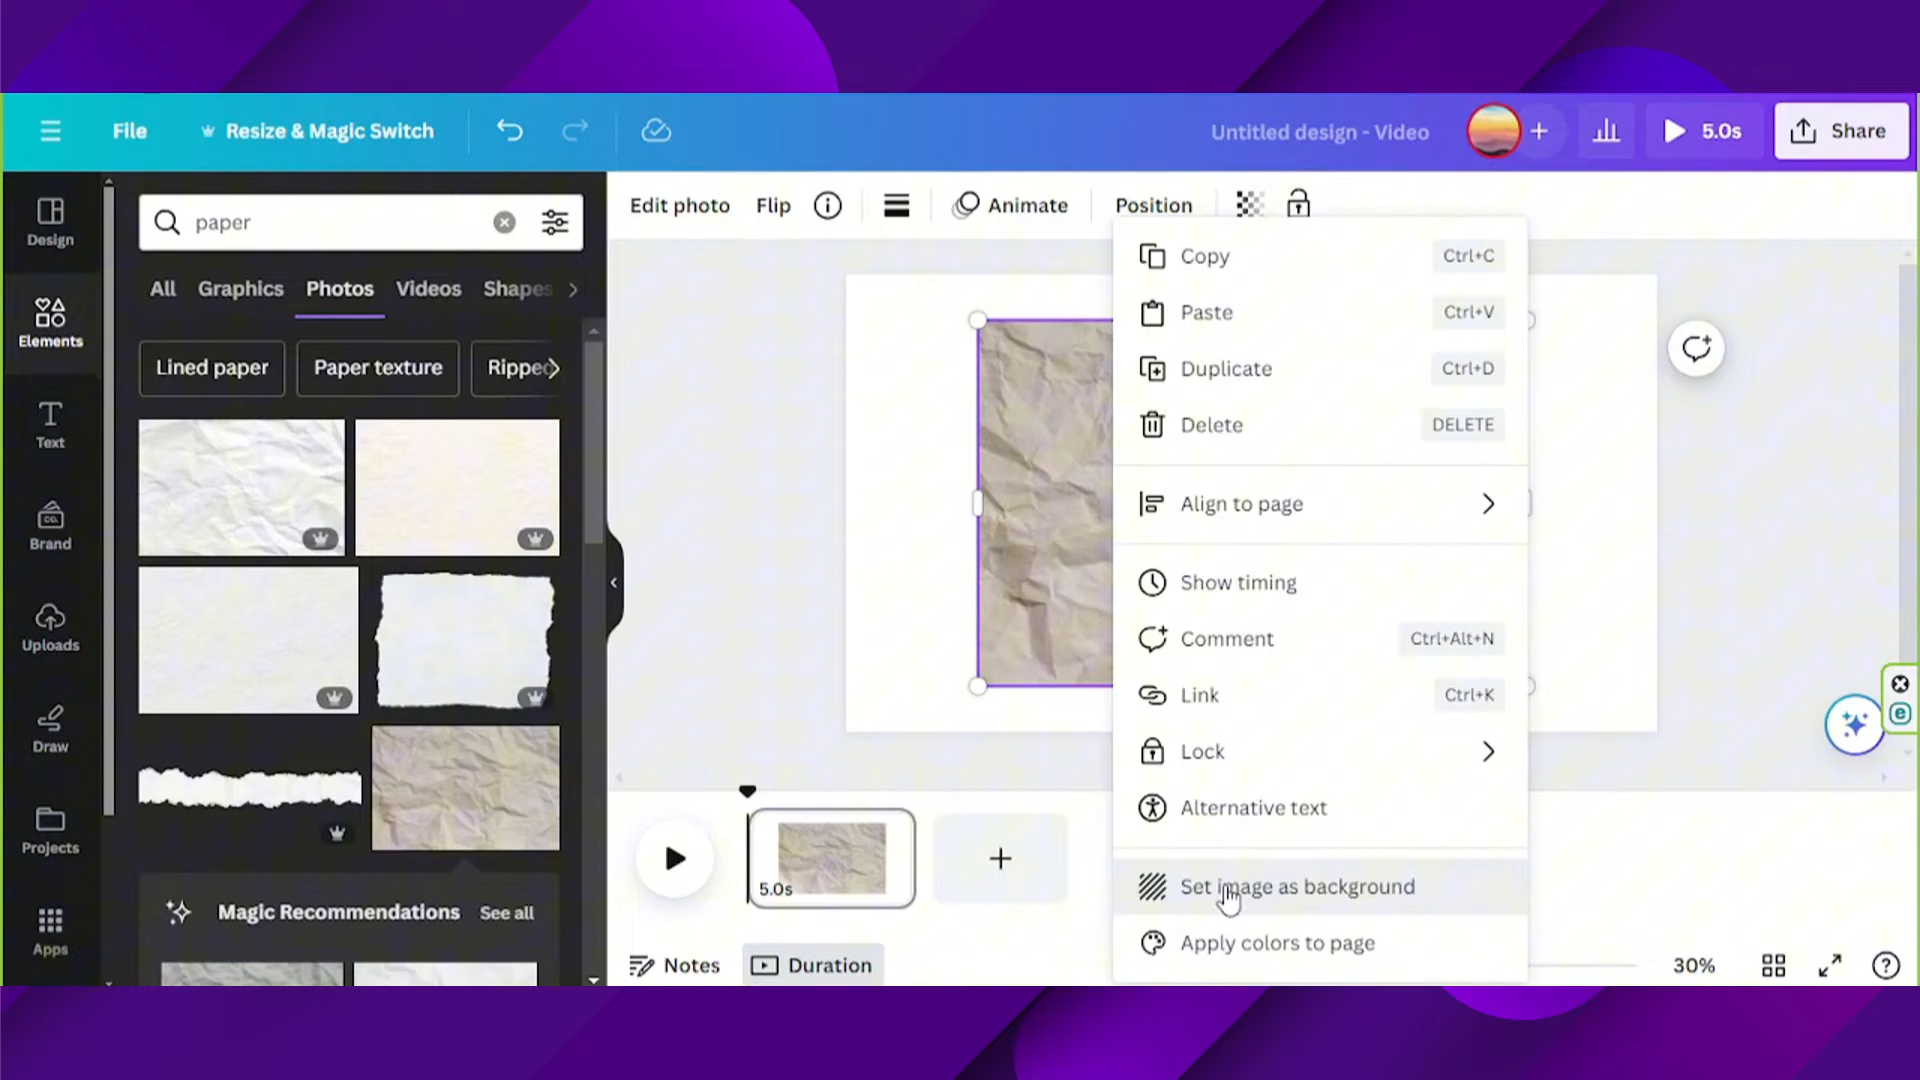 File
Resize & Magic Switch
Untitled design - Video
5.0s
Share
Design
Elements
Text
Brand
Uploads
Draw
Projects
Apps
paper
All Graphics Photos Videos Shapes
Lined paper
Paper texture
Ripped
Magic Recommendations
See all
Edit photo
Flip
Animate
Position
Copy Ctrl+C
Paste Ctrl+V
Duplicate Ctrl+D
Delete DELETE
Align to page
Show timing
Comment Ctrl+Alt+N
Link Ctrl+K
Lock
Alternative text
Set image as background
Apply colors to page
5.0s
Notes
Duration
30%